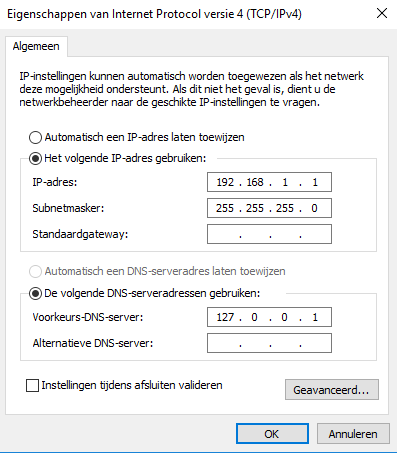 Eigenschappen van Internet Protocol versie 4 (TCP/IPv4)
Algemeen
IP-instellingen kunnen automatisch worden toegewezen als het netwerk
deze mogelijkheid ondersteunt. Als dit niet het geval is, dient u de
netwerkbeheerder naar de geschikte IP-instellingen te vragen.
Automatisch een IP-adres laten toewijzen
Het volgende IP-adres gebruiken:
IP-adres: 192 . 168 . 1 . 1
Subnetmasker: 255 . 255 . 255 . 0
Standaardgateway: . . .
Automatisch een DNS-serveradres laten toewijzen
De volgende DNS-serveradressen gebruiken:
Voorkeurs-DNS-server: 127 . 0 . 0 . 1
Alternatieve DNS-server: . . .
Instellingen tijdens afsluiten valideren
Geavanceerd...
OK Annuleren